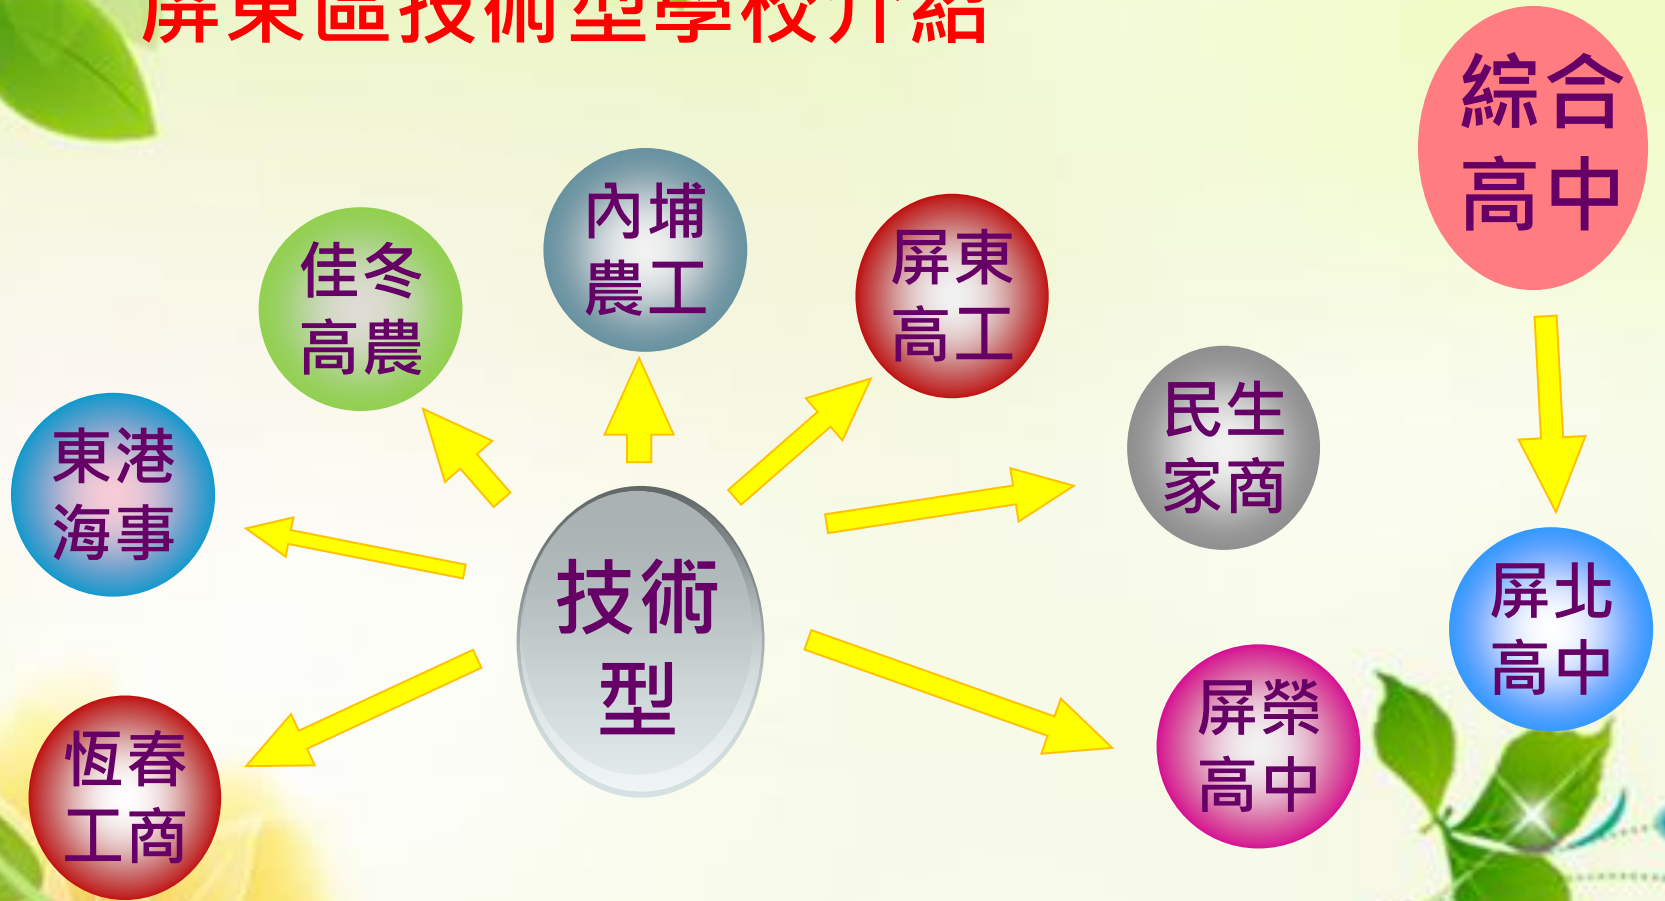 屏東區技術型學校介紹
綜合
高中
內埔
農工
佳冬
高農
屏東
高工
民生
家商
東港
海事
技術
型
屏北
高中
屏榮
高中
恆春
工商